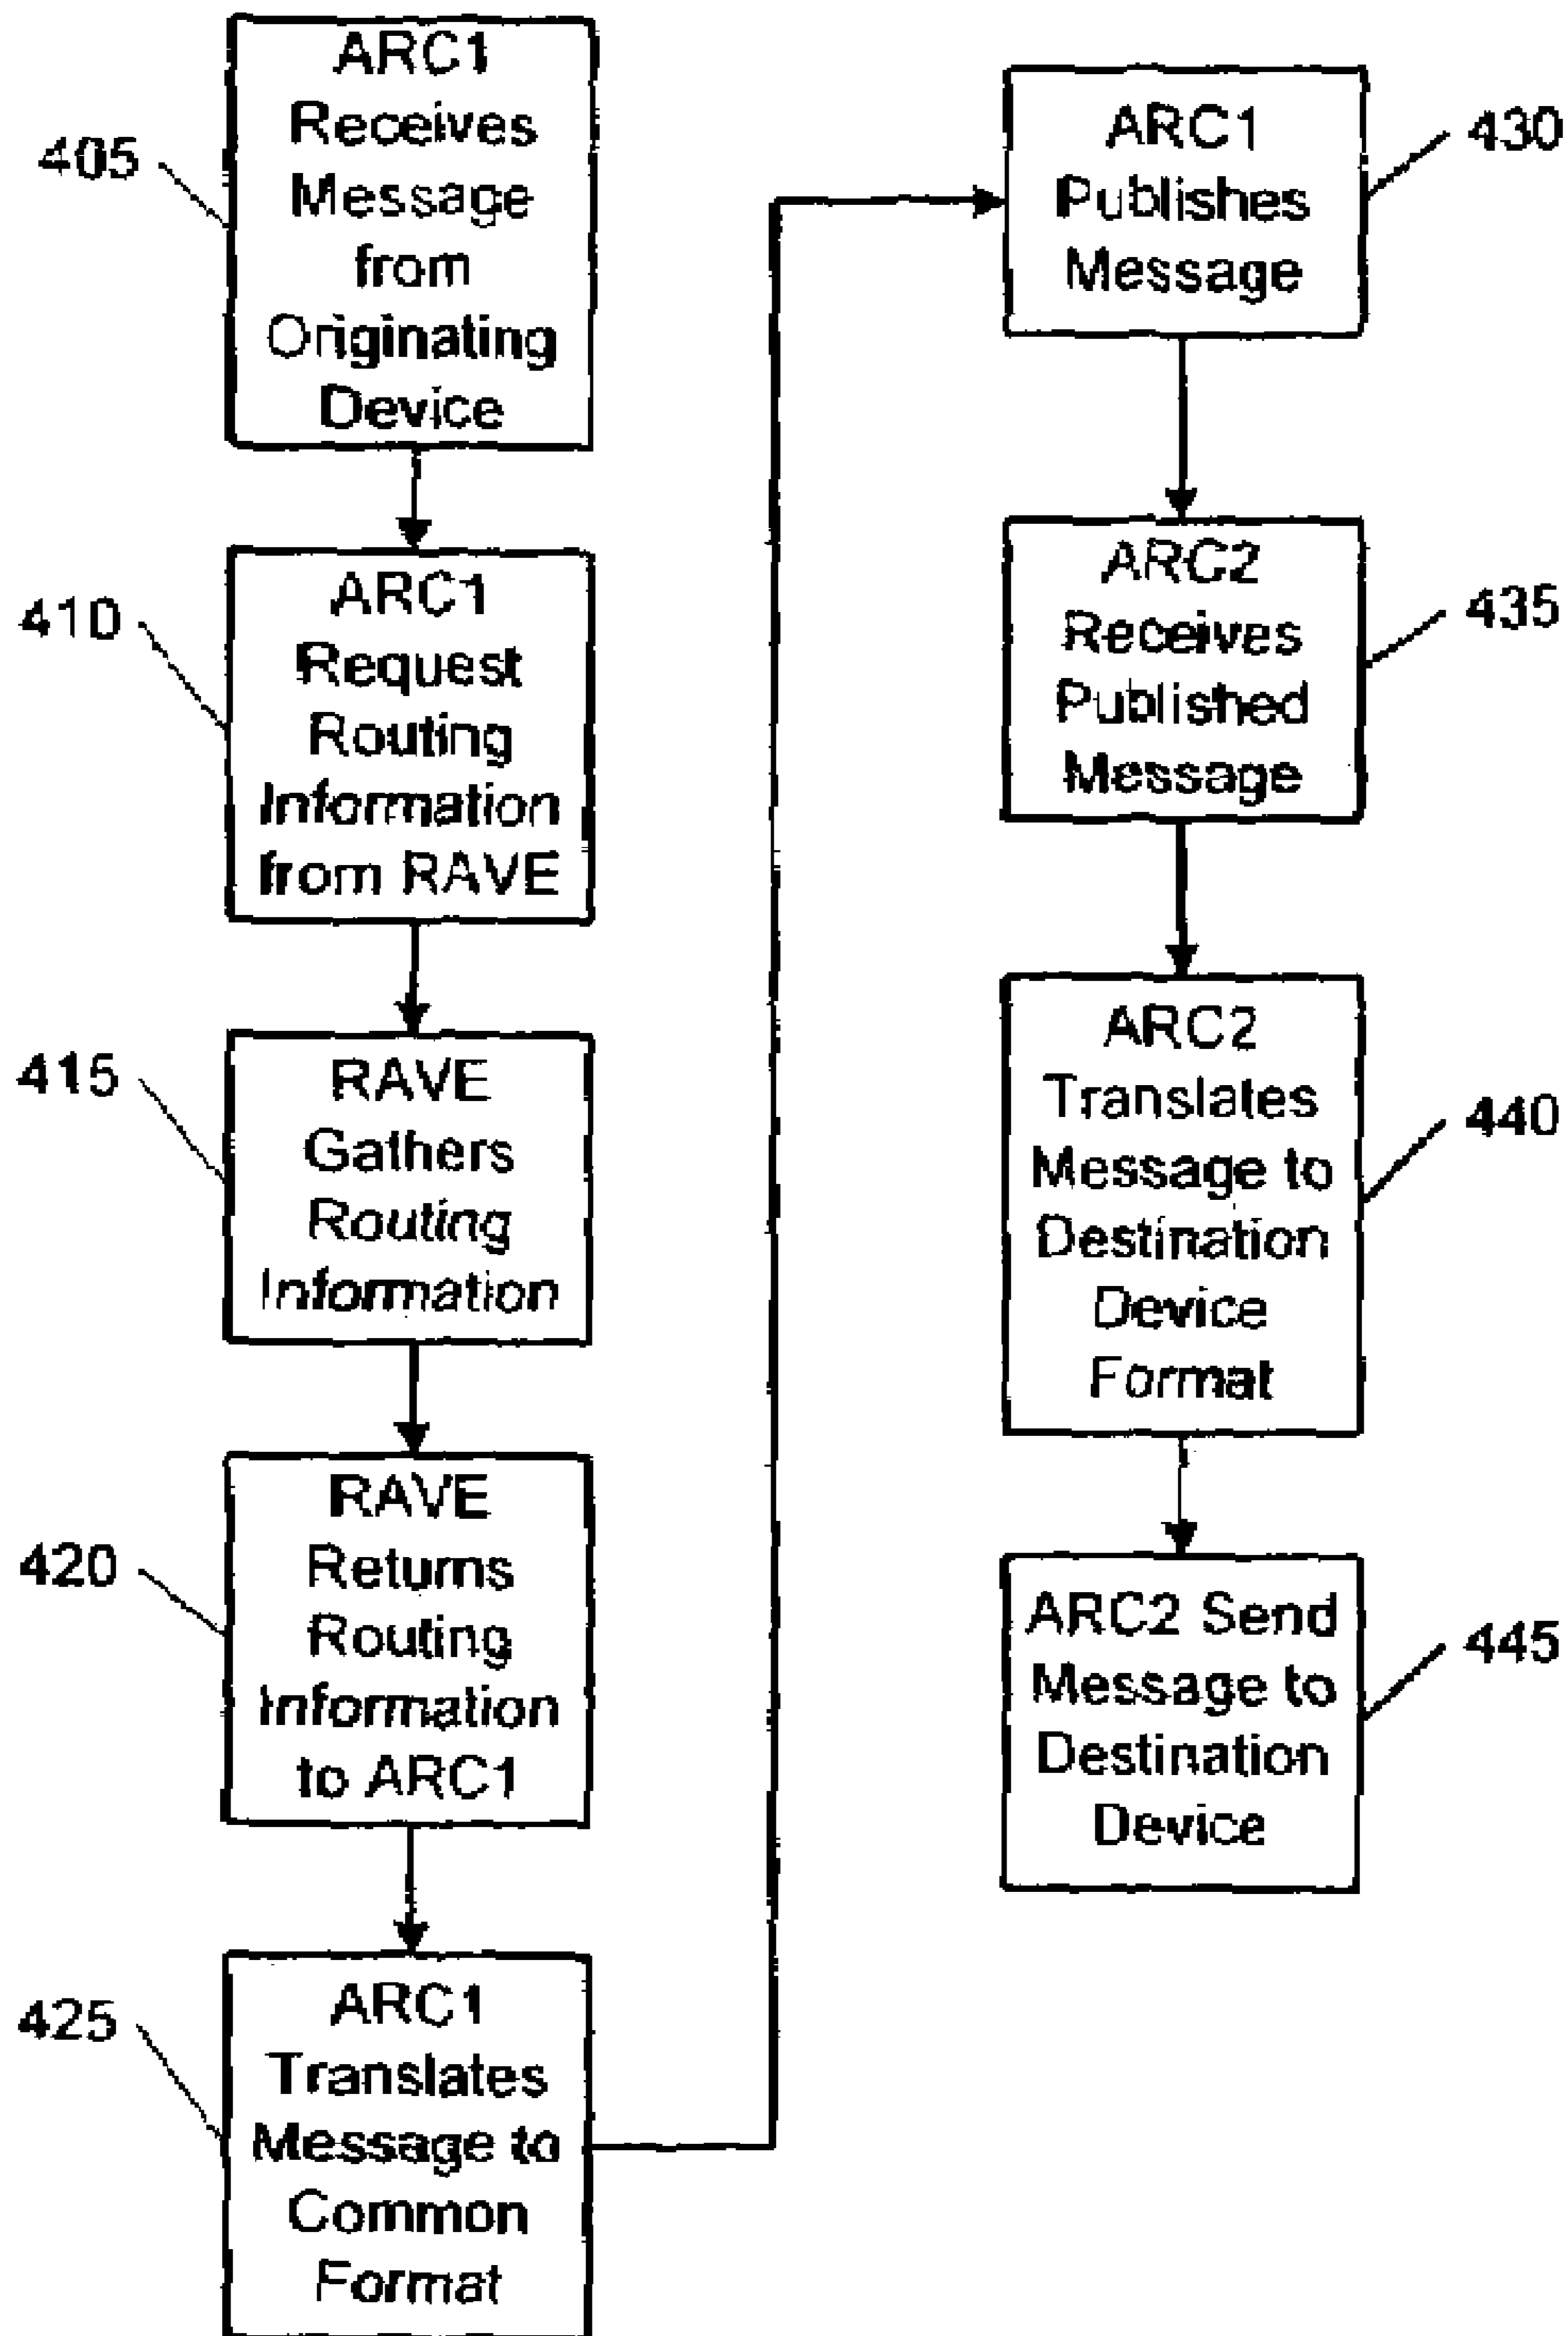 405
ARC1
Receives
Message
from
Originating
Device
410
ARC1
Request
Routing
Information
from RAVE
415
RAVE
Gathers
Routing
Information
420
RAVE
Returns
Routing
Information
to ARC1
425
ARC1
Translates
Message to
Common
Format
430
ARC1
Publishes
Message
435
ARC2
Receives
Published
Message
440
ARC2
Translates
Message to
Destination
Device
Format
445
ARC2 Send
Message to
Destination
Device